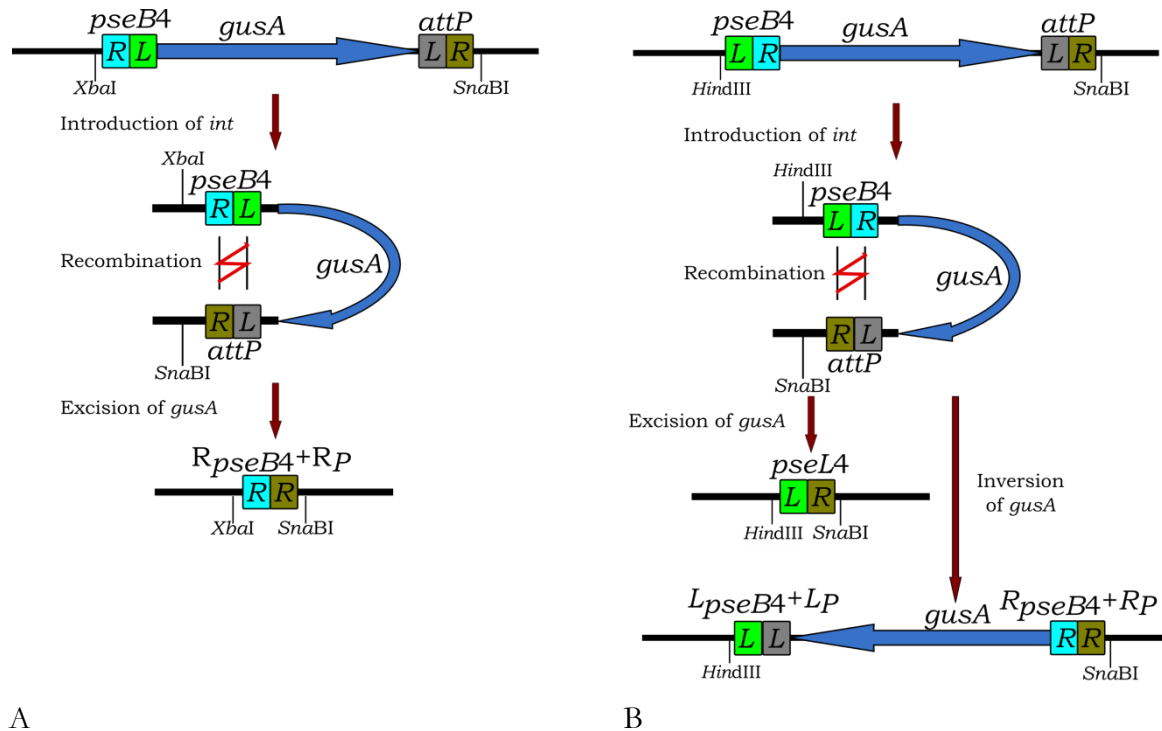 pseB4 gusA attP
R L L R
XbaI SnaBI
Introduction of int
XbaI
pseB4
R L
Recombination
gusA
R L
attP
SnaBI
Excision of gusA
RpseB4+RP
R R
XbaI SnaBI
A
pseB4 gusA attP
L R L R
HindIII SnaBI
Introduction of int
HindIII
pseB4
L R
Recombination
gusA
R L
attP
SnaBI
Excision of gusA
pseL4
L R
HindIII SnaBI
Inversion
of gusA
LpseB4+LP gusA RpseB4+RP
L L R R
HindIII SnaBI
B